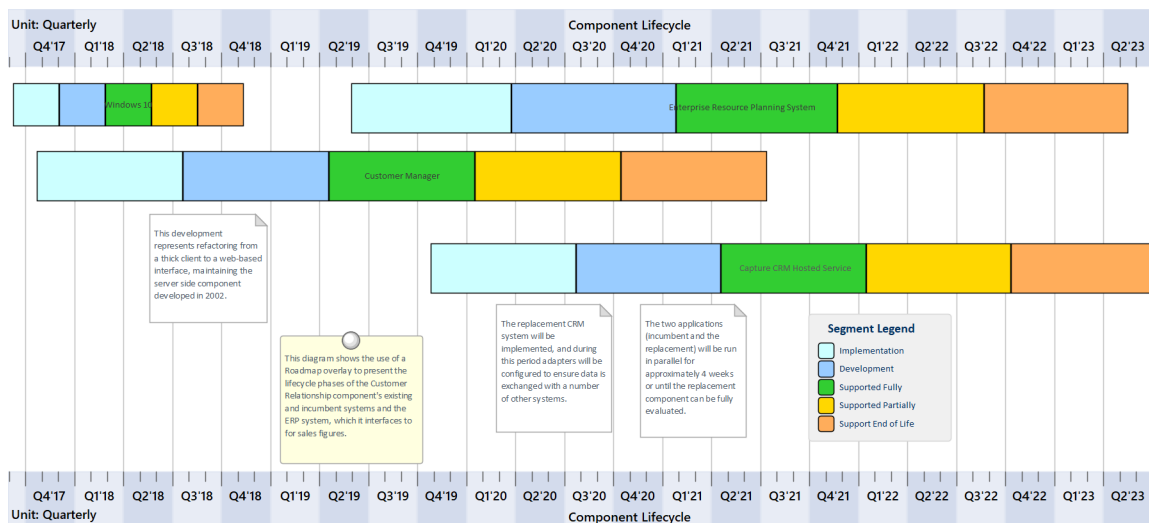 Unit: Quarterly
Component Lifecycle
Q4'17 Q1'18 Q2'18 Q3'18 Q4'18 Q1'19 Q2'19 Q3'19 Q4'19 Q1'20 Q2'20 Q3'20 Q4'20 Q1'21 Q2'21 Q3'21 Q4'21 Q1'22 Q2'22 Q3'22 Q4'22 Q1'23 Q2'23
Windows 10
Enterprise Resource Planning System
Customer Manager
This development
represents refactoring from
a thick client to a web-based
interface, maintaining the
server side component
developed in 2002.
Capture CRM Hosted Service
This diagram shows the use of a
Roadmap overlay to present the
lifecycle phases of the Customer
Relationship component's existing
and incumbent systems and the
ERP system, which it interfaces to
for sales figures.
The replacement CRM
system will be
implemented, and during
this period adapters will be
configured to ensure data is
exchanged with a number
of other systems.
The two applications
(incumbent and the
replacement) will be run
in parallel for
approximately 4 weeks
or until the replacement
component can be fully
evaluated.
Segment Legend
Implementation
Development
Supported Fully
Supported Partially
Support End of Life
Q4'17 Q1'18 Q2'18 Q3'18 Q4'18 Q1'19 Q2'19 Q3'19 Q4'19 Q1'20 Q2'20 Q3'20 Q4'20 Q1'21 Q2'21 Q3'21 Q4'21 Q1'22 Q2'22 Q3'22 Q4'22 Q1'23 Q2'23
Unit: Quarterly
Component Lifecycle